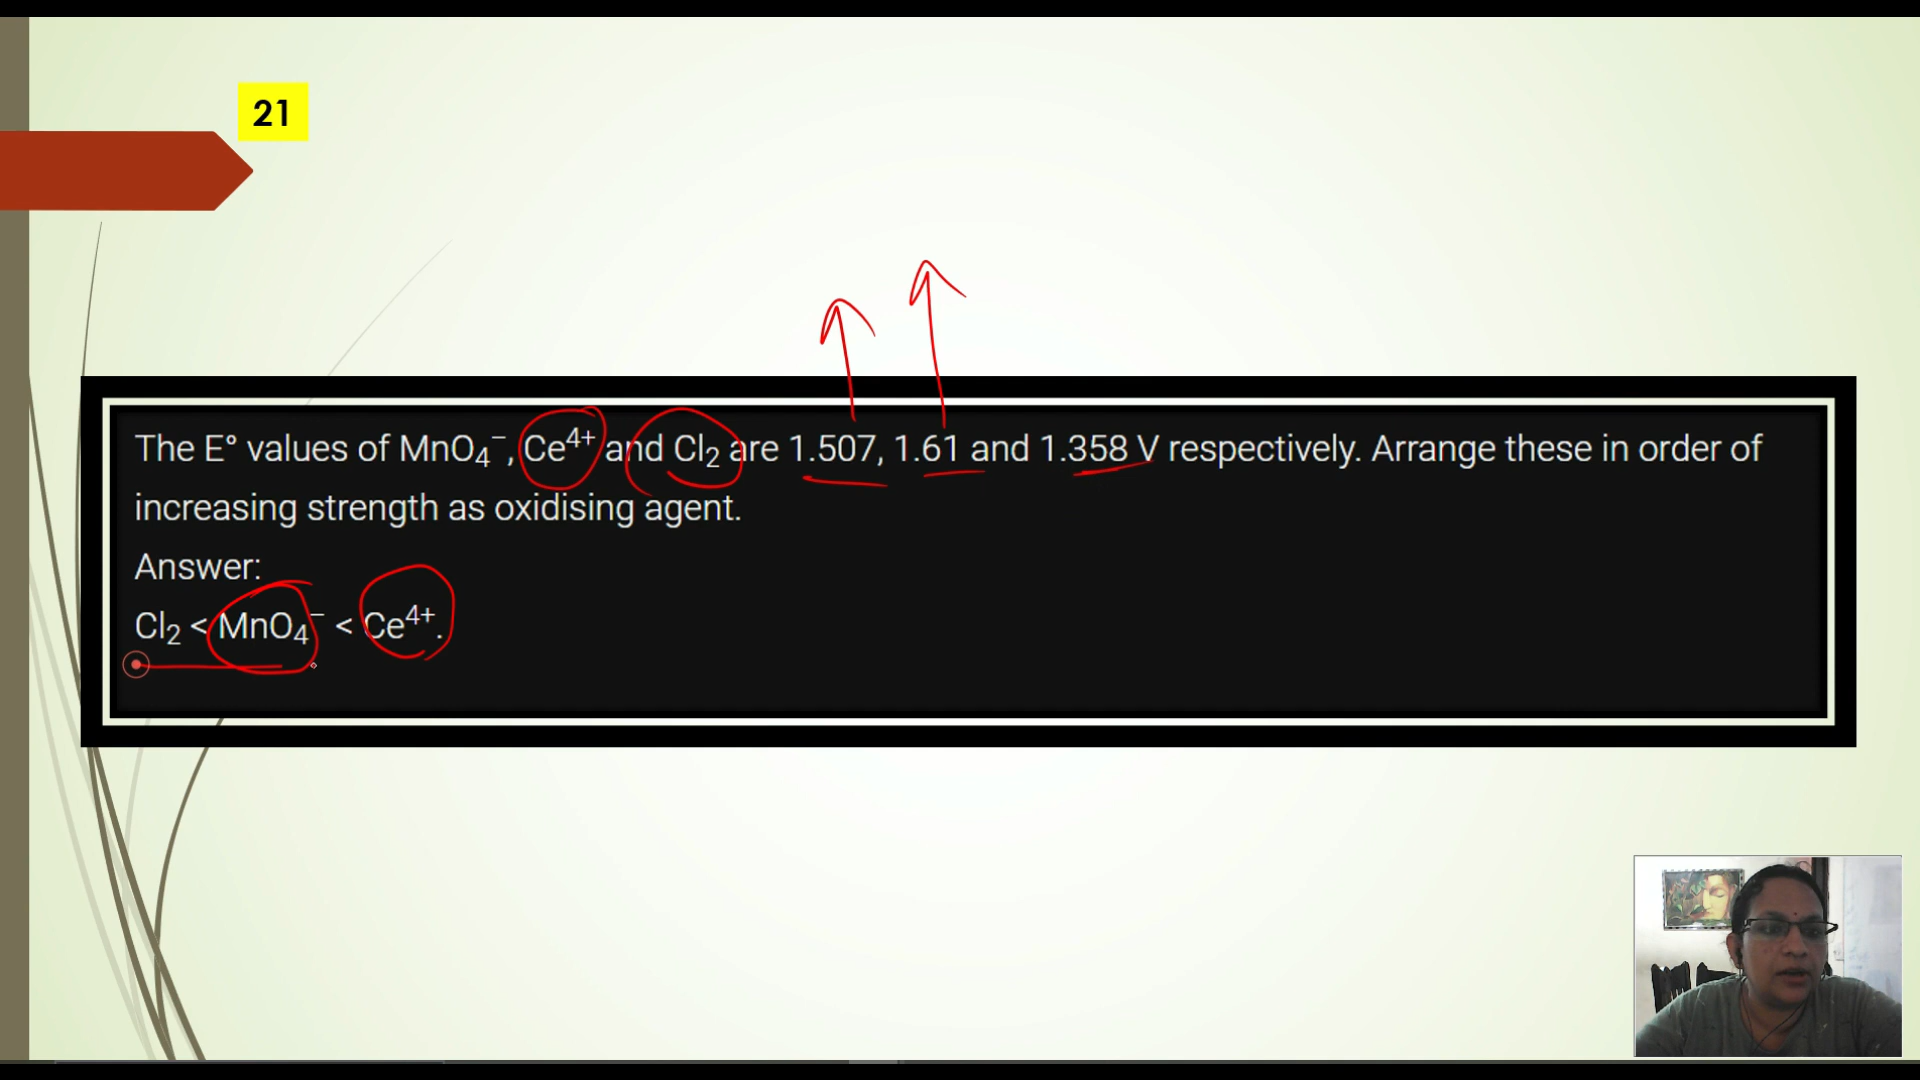 21
The E° values of MnO₄⁻, Ce⁴⁺ and Cl₂ are 1.507, 1.61 and 1.358 V respectively. Arrange these in order of
increasing strength as oxidising agent.
Answer:
Cl₂ < MnO₄⁻ < Ce⁴⁺.